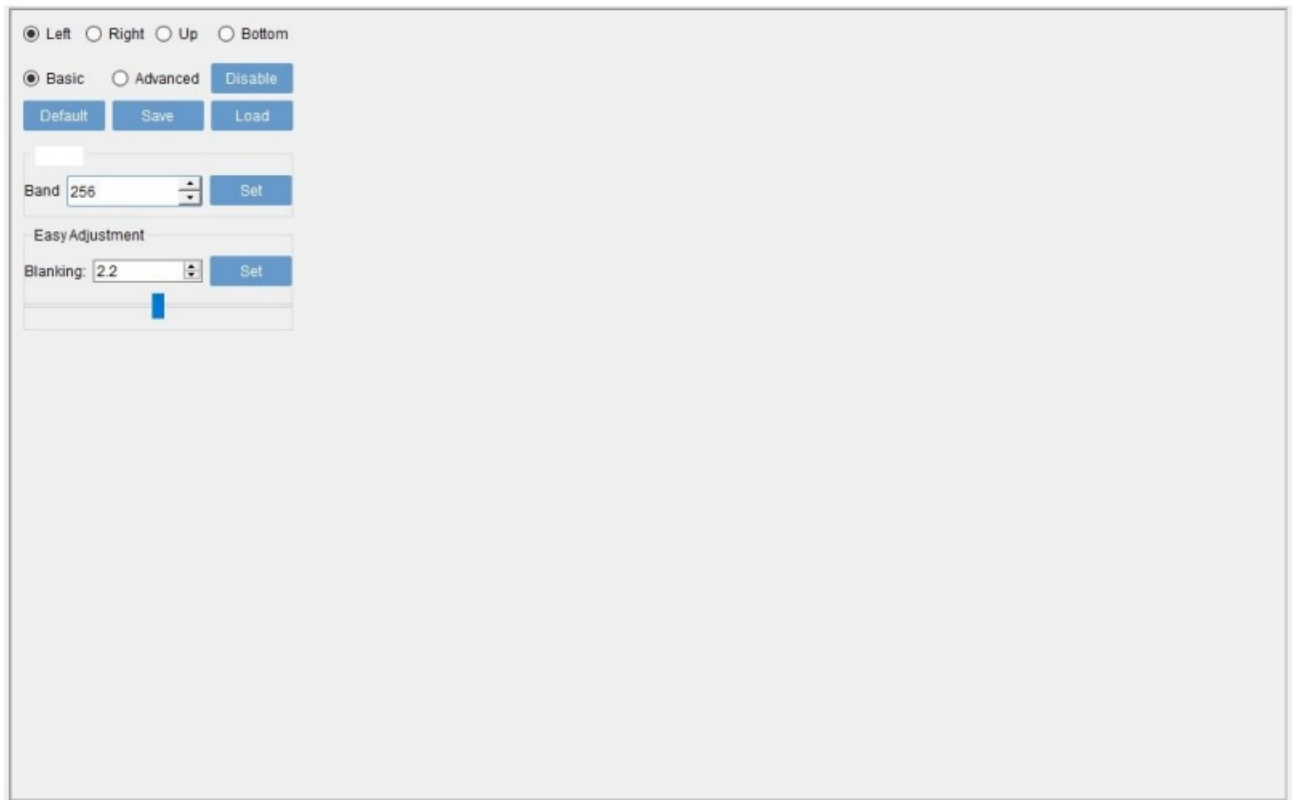 Left Right Up Bottom
Basic Advanced Disable
Default Save Load
Band 256 Set
Easy Adjustment
Blanking: 2.2 Set